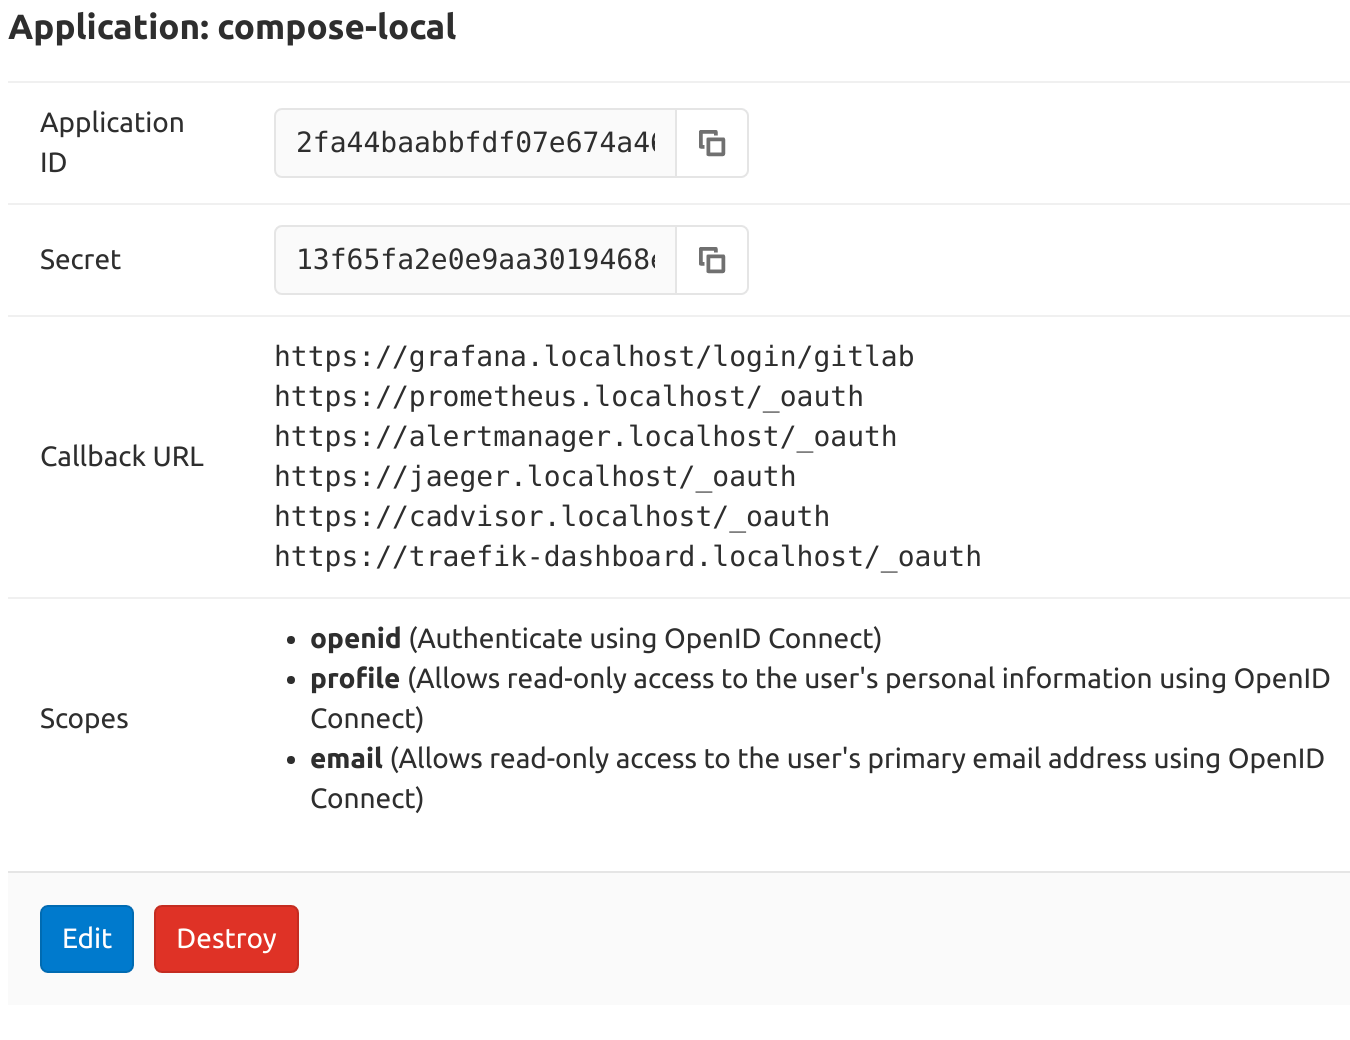 Application: compose-local
Application
ID
2fa44baabbfdf07e674a4
Secret
13f65fa2e0e9aa3019468
Callback URL
https://grafana.localhost/login/gitlab
https://prometheus.localhost/_oauth
https://alertmanager.localhost/_oauth
https://jaeger.localhost/_oauth
https://cadvisor.localhost/_oauth
https://traefik-dashboard.localhost/_oauth
Scopes
• openid (Authenticate using OpenID Connect)
• profile (Allows read-only access to the user's personal information using OpenID
Connect)
• email (Allows read-only access to the user's primary email address using OpenID
Connect)
Edit
Destroy